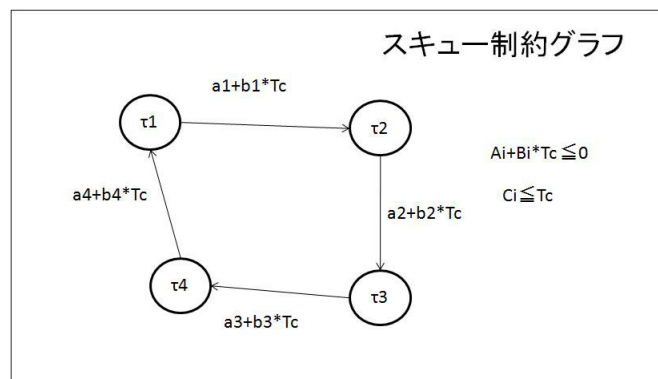 スキュー制約グラフ
a1+b1*Tc
τ1
τ2
Ai+Bi*Tc≦0
a4+b4*Tc
Ci≦Tc
a2+b2*Tc
τ4
τ3
a3+b3*Tc